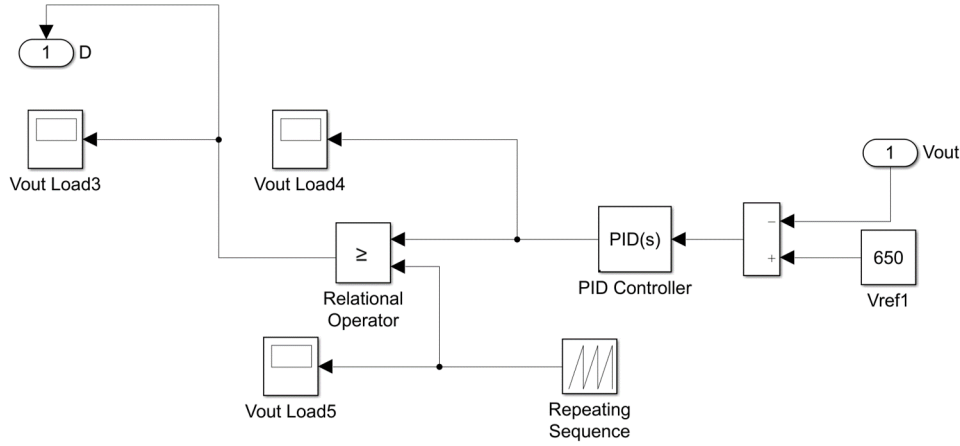 1 D
Vout Load3
Vout Load4
1 Vout
−
+
PID(s)
PID Controller
650
Vref1
≥
Relational
Operator
Vout Load5
Repeating
Sequence